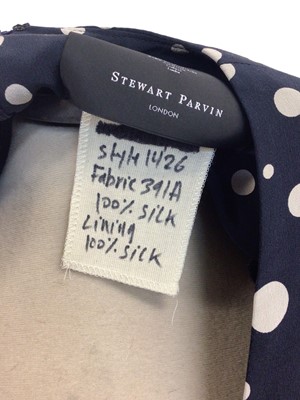 STEWART PARVIN
LONDON
Style 1426
Fabric 391A
100% Silk
Lining
100% Silk